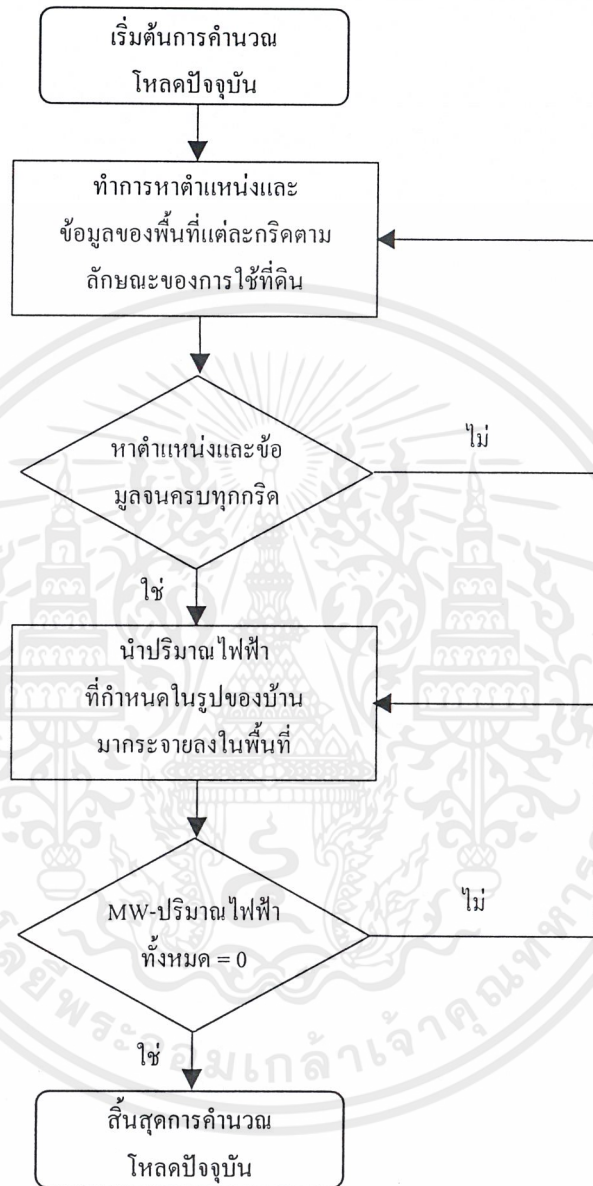 เริ่มต้นการคำนวณ
โหลดปัจจุบัน
ทำการหาตำแหน่งและ
ข้อมูลของพื้นที่แต่ละกริดตาม
ลักษณะของการใช้ที่ดิน
หาตำแหน่งและข้อ
มูลจนครบทุกกริด
ไม่
ใช่
นำปริมาณไฟฟ้า
ที่กำหนดในรูปของบ้าน
มากระจายลงในพื้นที่
MW-ปริมาณไฟฟ้า
ทั้งหมด = 0
ไม่
ใช่
สิ้นสุดการคำนวณ
โหลดปัจจุบัน